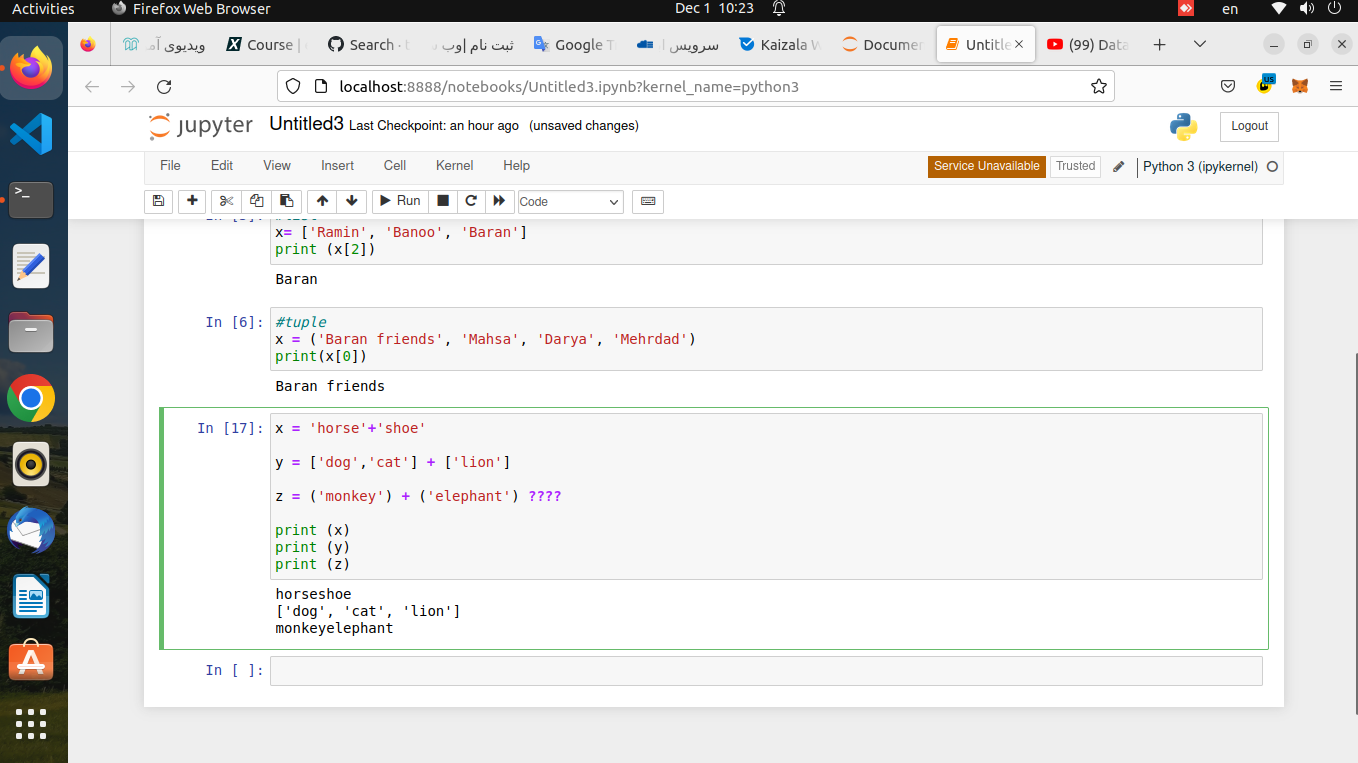 Activities
Firefox Web Browser
Dec 1 10:23
en
ویدیوی
Course |
Search ·
ثبت نام |وب
Google
سرویس |
Kaizala
Docume
Untitle
(99) Data
localhost:8888/notebooks/Untitled3.ipynb?kernel_name=python3
us
jupyter Untitled3 Last Checkpoint: an hour ago (unsaved changes)
Logout
File Edit View Insert Cell Kernel Help
Service Unavailable Trusted Python 3 (ipykernel)
Run Code
x= ['Ramin', 'Banoo', 'Baran']
print (x[2])
Baran
In [6]: #tuple
x = ('Baran friends', 'Mahsa', 'Darya', 'Mehrdad')
print(x[0])
Baran friends
In [17]: x = 'horse'+'shoe'
y = ['dog','cat'] + ['lion']
z = ('monkey') + ('elephant') ????
print (x)
print (y)
print (z)
horseshoe
['dog', 'cat', 'lion']
monkeyelephant
In [ ]: